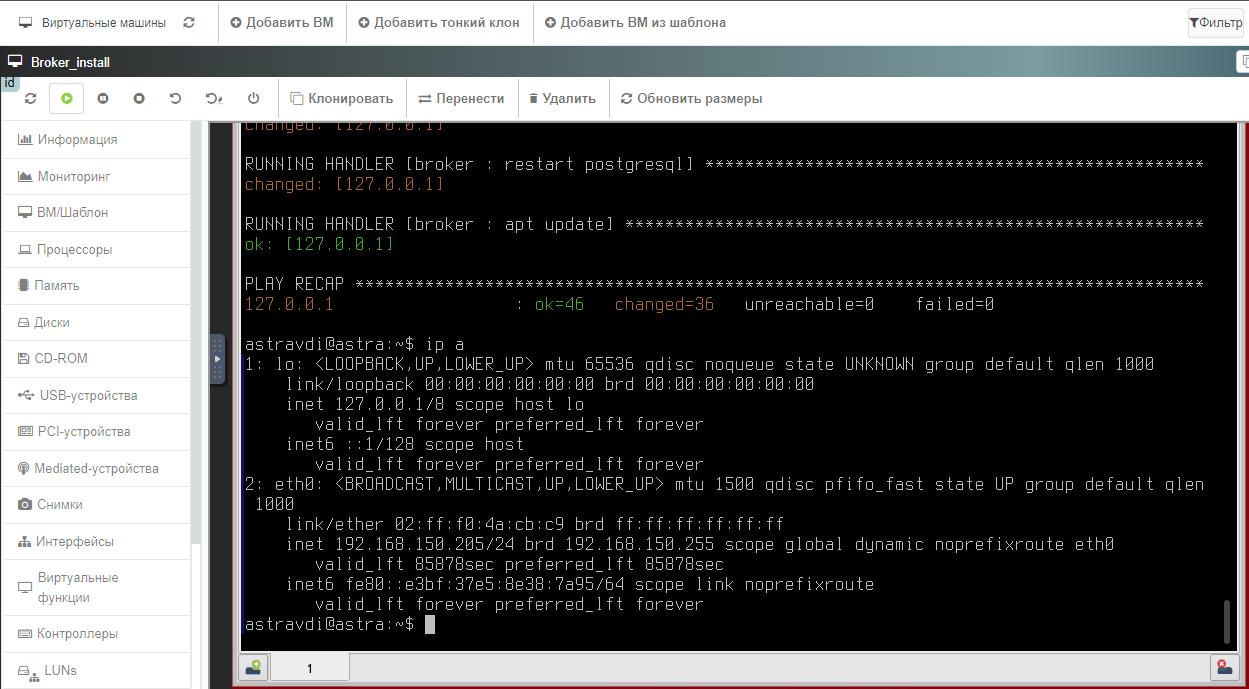 Виртуальные машины
Добавить ВМ
Добавить тонкий клон
Добавить ВМ из шаблона
Фильтр
Broker_install
id
Клонировать
Перенести
Удалить
Обновить размеры
Информация
Мониторинг
ВМ/Шаблон
Процессоры
Память
Диски
CD-ROM
USB-устройства
PCI-устройства
Mediated-устройства
Снимки
Интерфейсы
Виртуальные
функции
Контроллеры
LUNs
changed: [127.0.0.1]
RUNNING HANDLER [broker : restart postgresql] **************************************************
changed: [127.0.0.1]
RUNNING HANDLER [broker : apt update] **********************************************************
ok: [127.0.0.1]
PLAY RECAP *************************************************************************************
127.0.0.1 : ok=46 changed=36 unreachable=0 failed=0
astravdi@astra:~$ ip a
1: lo: <LOOPBACK,UP,LOWER_UP> mtu 65536 qdisc noqueue state UNKNOWN group default qlen 1000
link/loopback 00:00:00:00:00:00 brd 00:00:00:00:00:00
inet 127.0.0.1/8 scope host lo
valid_lft forever preferred_lft forever
inet6 ::1/128 scope host
valid_lft forever preferred_lft forever
2: eth0: <BROADCAST,MULTICAST,UP,LOWER_UP> mtu 1500 qdisc pfifo_fast state UP group default qlen
1000
link/ether 02:ff:f0:4a:cb:c9 brd ff:ff:ff:ff:ff:ff
inet 192.168.150.205/24 brd 192.168.150.255 scope global dynamic noprefixroute eth0
valid_lft 85878sec preferred_lft 85878sec
inet6 fe80::e3bf:37e5:8e38:7a95/64 scope link noprefixroute
valid_lft forever preferred_lft forever
astravdi@astra:~$
1